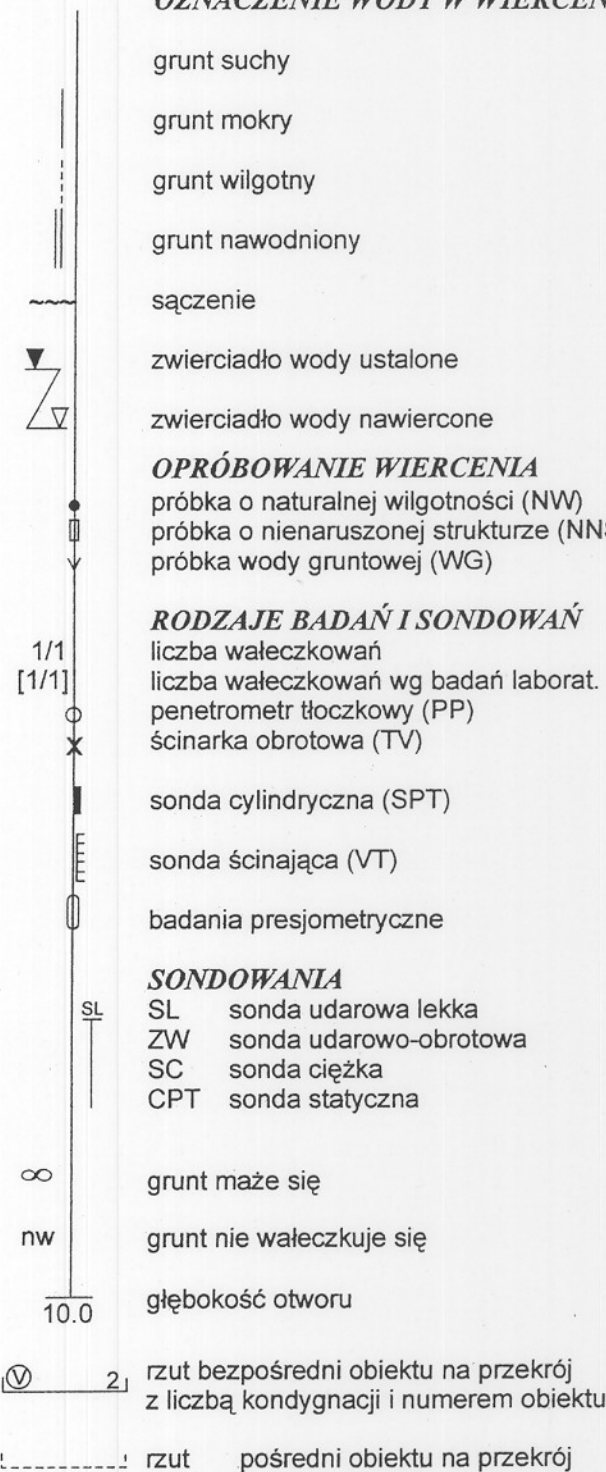 OZNACZENIE WODY W
grunt suchy
grunt mokry
grunt wilgotny
grunt nawodniony
sączenie
zwierciadło wody ustalone
zwierciadło wody nawiercone
OPRÓBOWANIE WIERCENIA
próbka o naturalnej wilgotności (NW)
próbka o nienaruszonej strukturze (NNS
próbka wody gruntowej (WG)
RODZAJE BADAŃ I SONDOWAŃ
1/1 liczba wałeczkowań
[1/1] liczba wałeczkowań wg badań laborat.
penetrometr tłoczkowy (PP)
ścinarka obrotowa (TV)
sonda cylindryczna (SPT)
sonda ścinająca (VT)
badania presjometryczne
SONDOWANIA
SL SL sonda udarowa lekka
ZW sonda udarowo-obrotowa
SC sonda ciężka
CPT sonda statyczna
∞ grunt maże się
nw grunt nie wałeczkuje się
10.0 głębokość otworu
V 2 rzut bezpośredni obiektu na przekrój
z liczbą kondygnacji i numerem obiektu
rzut pośredni obiektu na przekrój